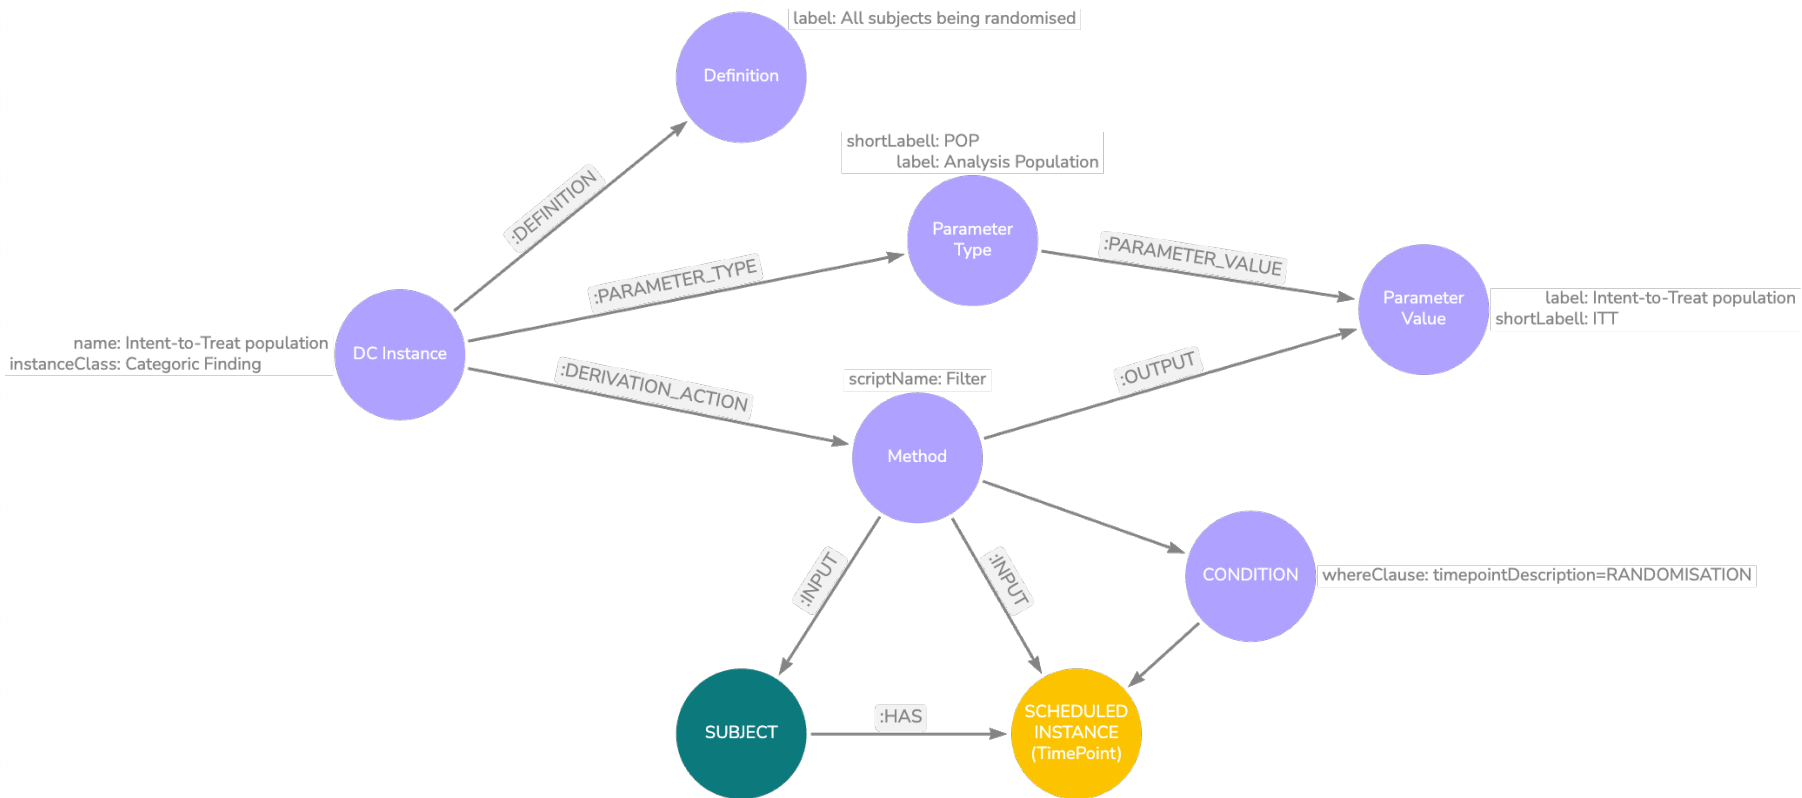 label: All subjects being randomised
Definition
shortLabell: POP
label: Analysis Population
:DEFINITION
Parameter
Type
:PARAMETER_VALUE
:PARAMETER_TYPE
Parameter
Value
label: Intent-to-Treat population
shortLabell: ITT
name: Intent-to-Treat population
instanceClass: Categoric Finding
DC Instance
:DERIVATION_ACTION
scriptName: Filter
:OUTPUT
Method
:INPUT
:INPUT
CONDITION
whereClause: timepointDescription=RANDOMISATION
SUBJECT
:HAS
SCHEDULED
INSTANCE
(TimePoint)